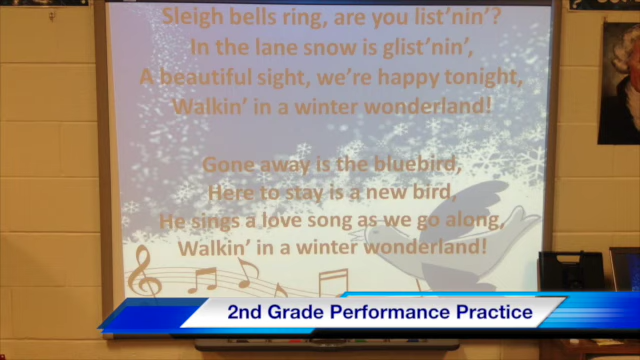 Sleigh bells ring, are you list'nin'?
In the lane snow is glist'nin',
A beautiful sight, we're happy tonight,
Walkin' in a winter wonderland!
Gone away is the bluebird,
Here to stay is a new bird,
He sings a love song as we go along,
Walkin' in a winter wonderland!
2nd Grade Performance Practice